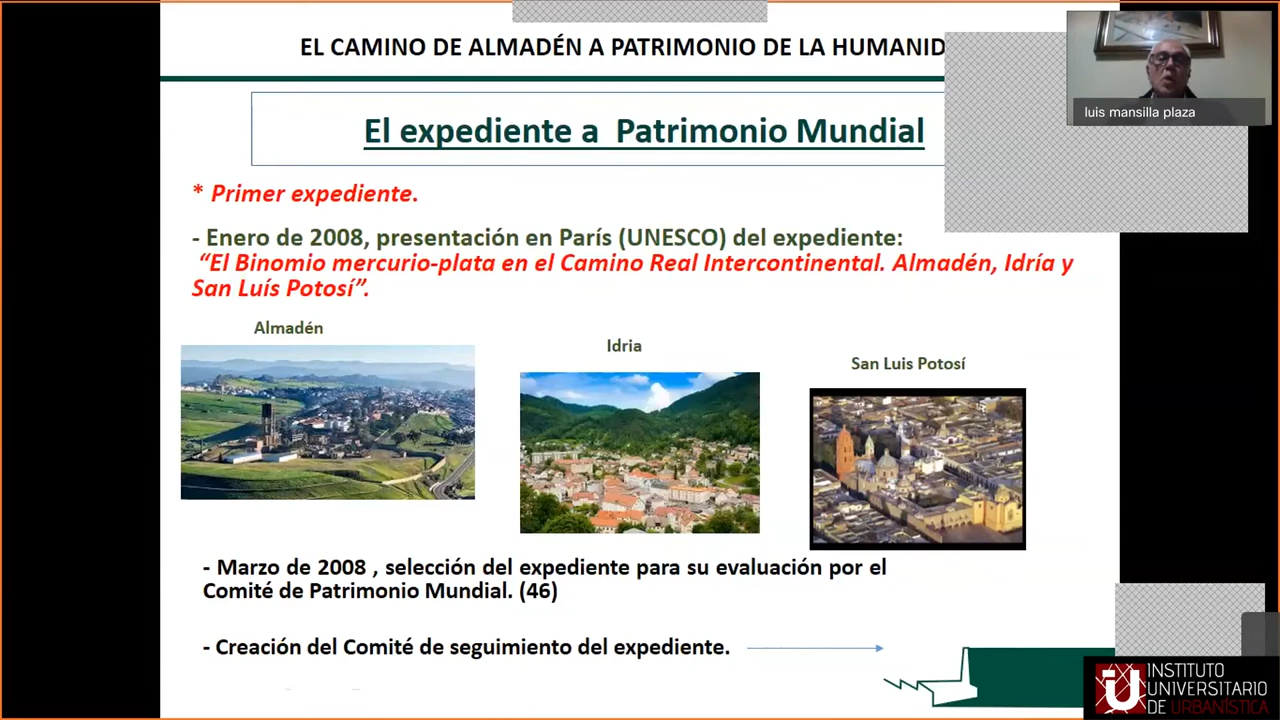 EL CAMINO DE ALMADÉN A PATRIMONIO DE LA HUMANID
luis mansilla plaza
El expediente a Patrimonio Mundial
* Primer expediente.
- Enero de 2008, presentación en París (UNESCO) del expediente:
“El Binomio mercurio-plata en el Camino Real Intercontinental. Almadén, Idría y
San Luís Potosí”.
Almadén
Idria
San Luis Potosí
- Marzo de 2008 , selección del expediente para su evaluación por el
Comité de Patrimonio Mundial. (46)
- Creación del Comité de seguimiento del expediente.
iU
INSTITUTO
UNIVERSITARIO
DE URBANÍSTICA